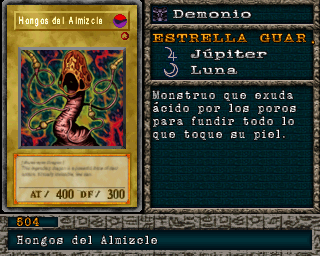 Hongos del Almizcle
AT/ 400 DF/ 300
Demonio
ESTRELLA GUAR.
Júpiter
Luna
Monstruo que exuda
ácido por los poros
para fundir todo lo
que toque su piel.
504
Hongos del Almizcle